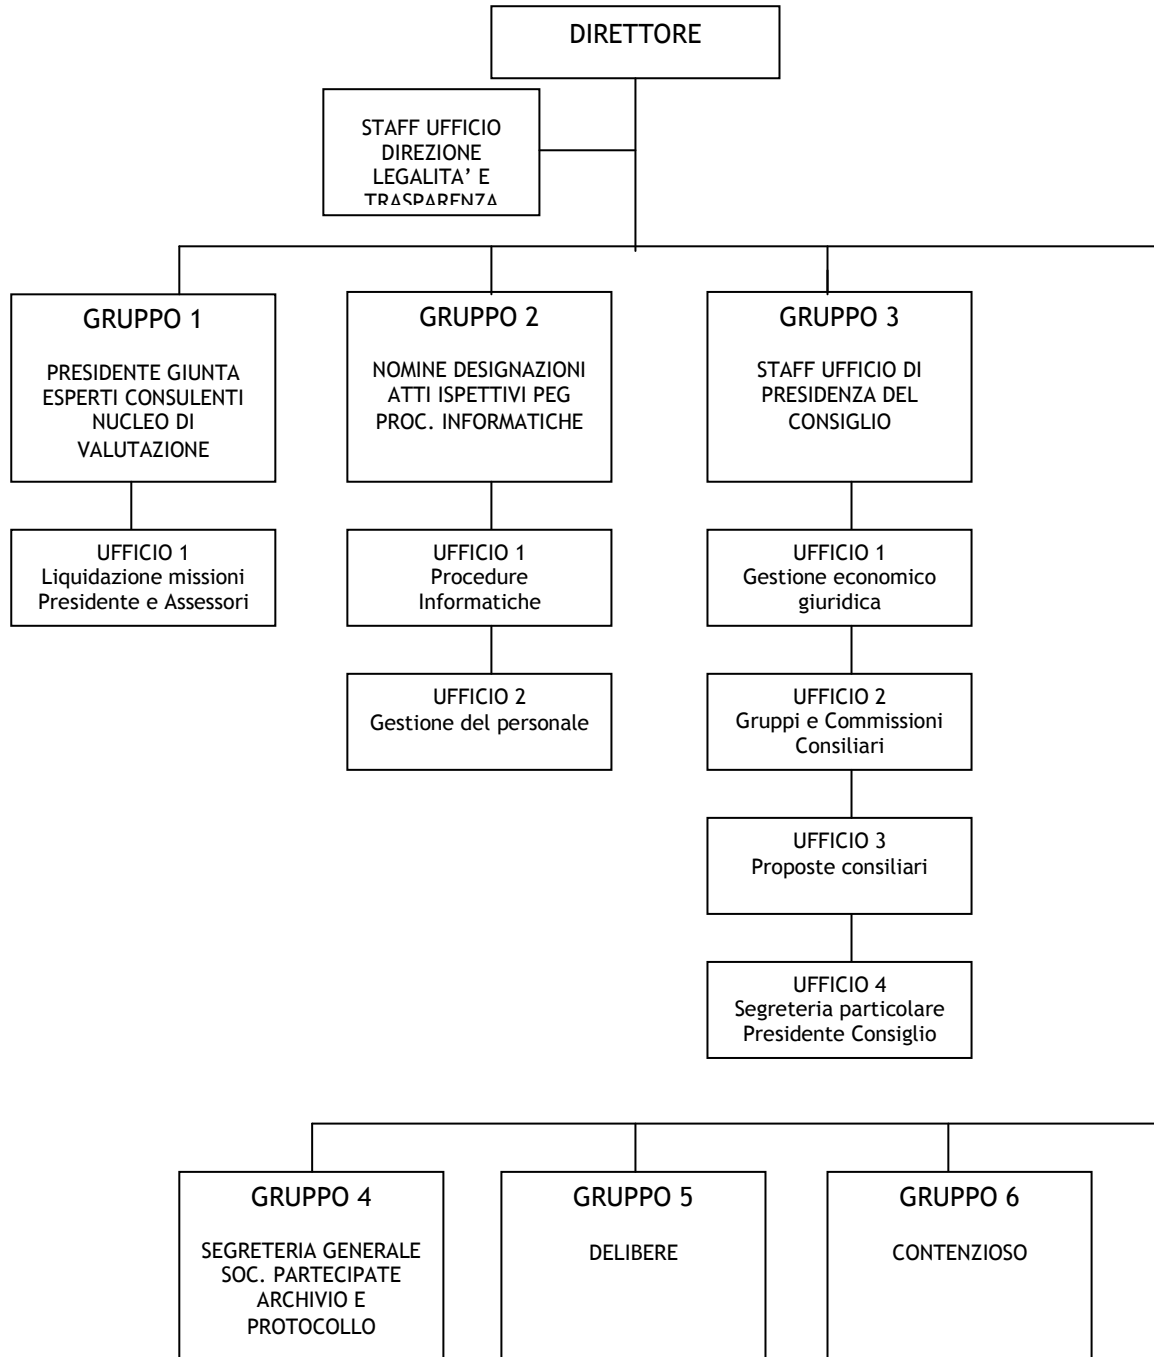 DIRETTORE
STAFF UFFICIO
DIREZIONE
LEGALITA’ E
TRASPARENZA
GRUPPO 1
PRESIDENTE GIUNTA
ESPERTI CONSULENTI
NUCLEO DI
VALUTAZIONE
GRUPPO 2
NOMINE DESIGNAZIONI
ATTI ISPETTIVI PEG
PROC. INFORMATICHE
GRUPPO 3
STAFF UFFICIO DI
PRESIDENZA DEL
CONSIGLIO
UFFICIO 1
Liquidazione missioni
Presidente e Assessori
UFFICIO 1
Procedure
Informatiche
UFFICIO 1
Gestione economico
giuridica
UFFICIO 2
Gestione del personale
UFFICIO 2
Gruppi e Commissioni
Consiliari
UFFICIO 3
Proposte consiliari
UFFICIO 4
Segreteria particolare
Presidente Consiglio
GRUPPO 4
SEGRETERIA GENERALE
SOC. PARTECIPATE
ARCHIVIO E
PROTOCOLLO
GRUPPO 5
DELIBERE
GRUPPO 6
CONTENZIOSO